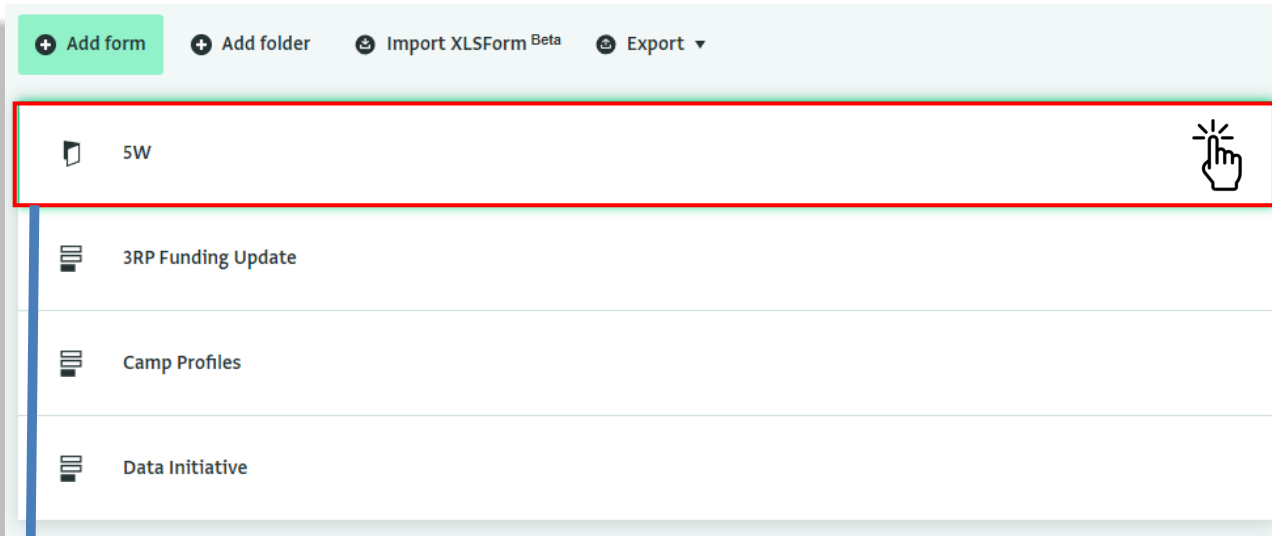 Add form Add folder Import XLSForm Beta Export
5W
3RP Funding Update
Camp Profiles
Data Initiative